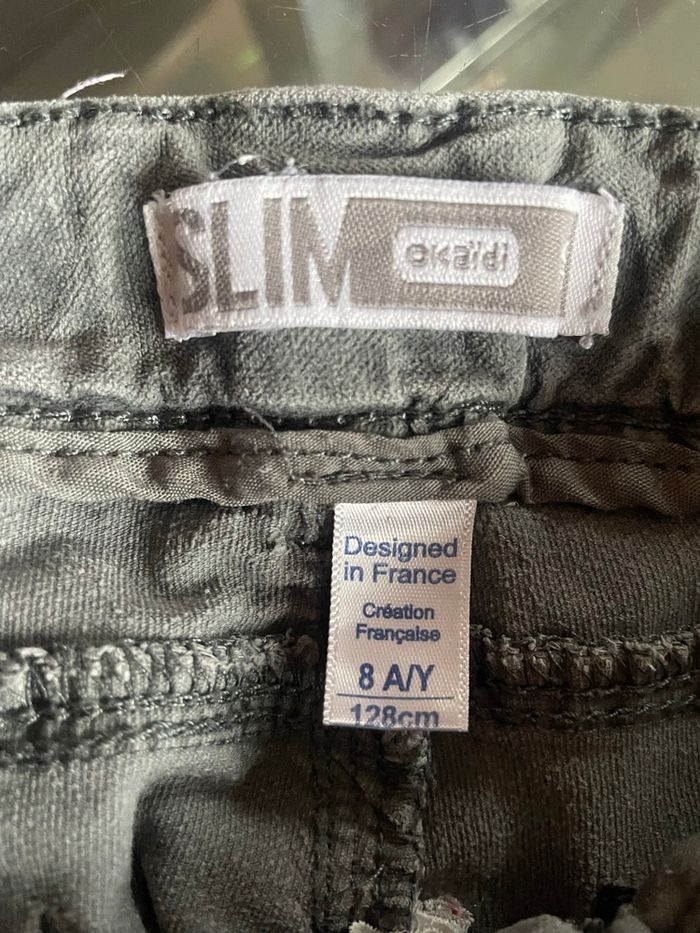 SLIM okaïdi
Designed
in France
Création
Française
8 A/Y
128cm